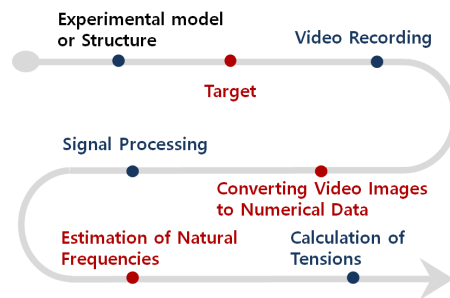 Experimental model
or Structure
Target
Video Recording
Converting Video Images
to Numerical Data
Signal Processing
Estimation of Natural
Frequencies
Calculation of
Tensions